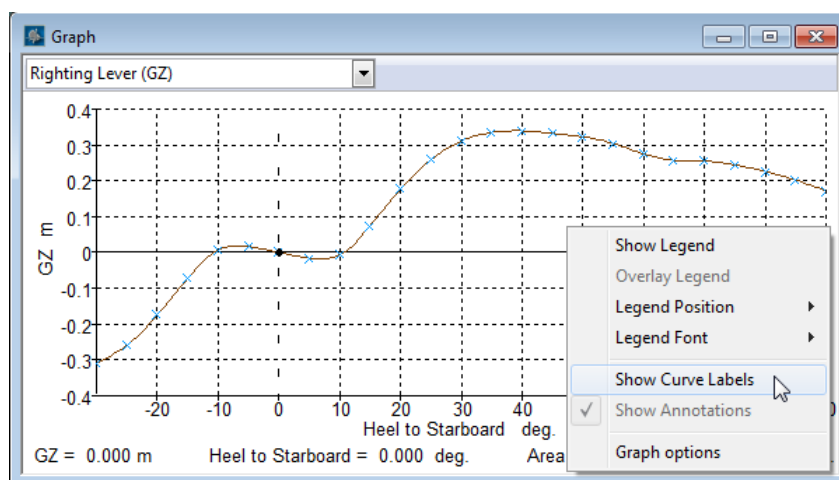 Graph
Righting Lever (GZ)
0.4
0.3
0.2
0.1
0
-0.1
-0.2
-0.3
-0.4
GZ m
-20 -10 0 10 20 30 40 50
Heel to Starboard deg.
GZ = 0.000 m Heel to Starboard = 0.000 deg. Area
Show Legend
Overlay Legend
Legend Position
Legend Font
Show Curve Labels
Show Annotations
Graph options